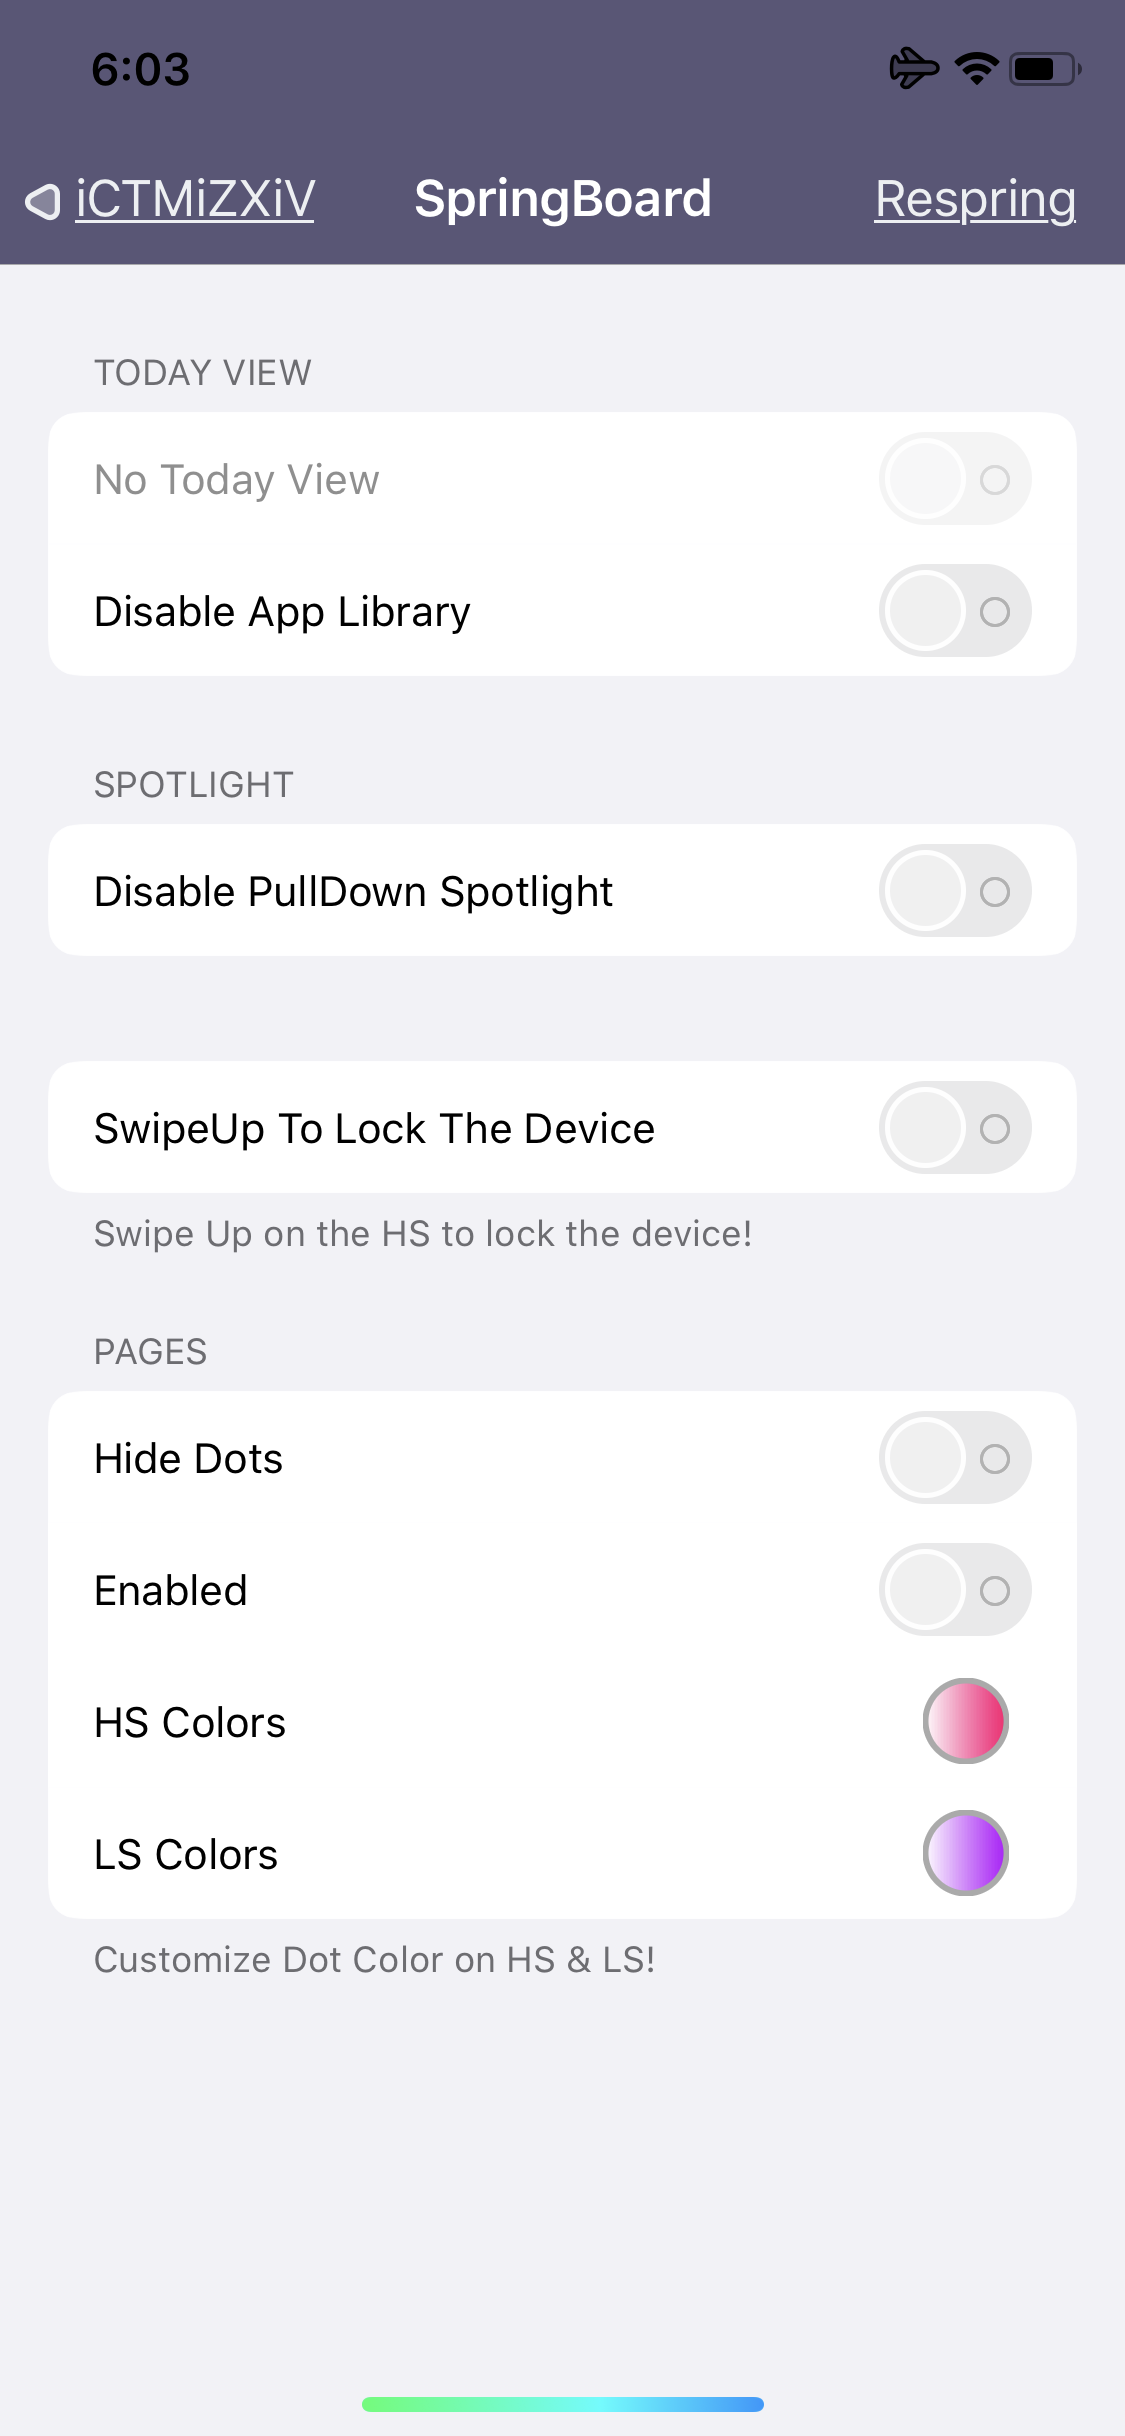 6:03
iCTMiZXiV SpringBoard Respring
TODAY VIEW
No Today View
Disable App Library
SPOTLIGHT
Disable PullDown Spotlight
SwipeUp To Lock The Device
Swipe Up on the HS to lock the device!
PAGES
Hide Dots
Enabled
HS Colors
LS Colors
Customize Dot Color on HS & LS!